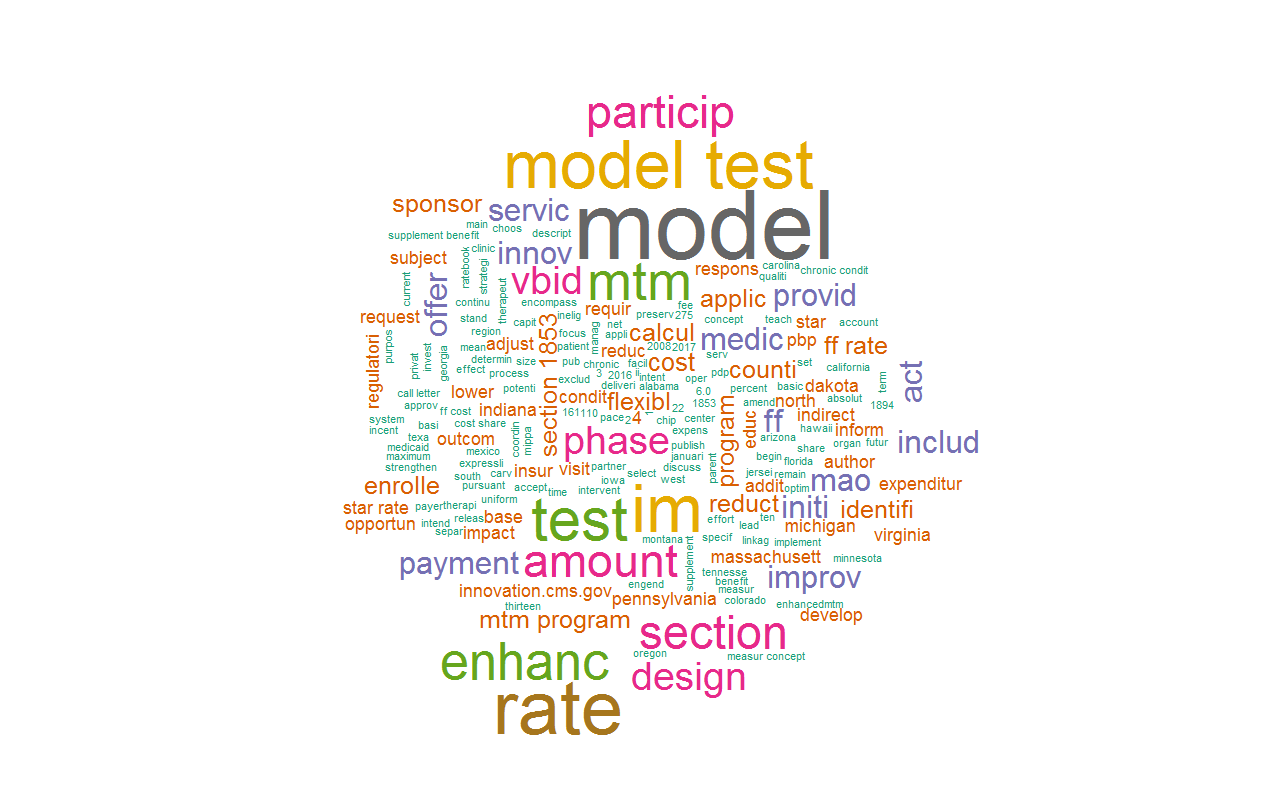 particip
model test
model
sponsor
servic
main
choos
supplement benefit
descript
subject
clinic
innov
ratebook
strategi
current
offer
vbid
mtm
respons
carolina
qualiti
chronic condit
applic
provid
therapeut
continu
encompass
inelig
requir
preserv
fee
275
request
stand
region
capit
net
appli
focus
manag
calcul
concept
teach
star
account
regulatori
purpos
privat
invest
georgia
mean
adjust
section 1853
patient
reduc
2008
2017
medic
serv
pbp
ff rate
determin
size
effect
process
pub
chronic
facil
cost
pdp
counti
set
california
act
term
call letter
approv
lower
potenti
exclud
3
2016
li
intent
deliveri
alabama
oper
percent
basic
dakota
6.0
1853
amend
north
absolut
1894
system
incent
basi
ff cost
cost share
indiana
condit
flexibl
161
110
pace
2
4
1
22
chip
center
program
educ
ff
indirect
hawaii
inform
texa
medicaid
maximum
strengthen
outcom
mexico
coordin
mippa
phase
expens
publish
januari
arizona
share
organ
futur
includ
expressli
south
carv
insur
visit
partner
iowa
select
discuss
west
parent
begin
florida
author
jersei
remain
enrolle
pursuant
accept
time
intervent
uniform
addit
optim
mao
expenditur
star rate
payer
therapi
opportun
intend
releas
separ
base
impact
test
im
reduct
initi
identifi
effort
lead
ten
michigan
virginia
montana
specif
linkag
implement
payment
amount
supplement
massachusett
minnesota
tennesse
benefit
measur
improv
innovation.cms.gov
engend
pennsylvania
colorado
enhancedmtm
thirteen
mtm program
develop
section
enhanc
oregon
measur concept
design
rate